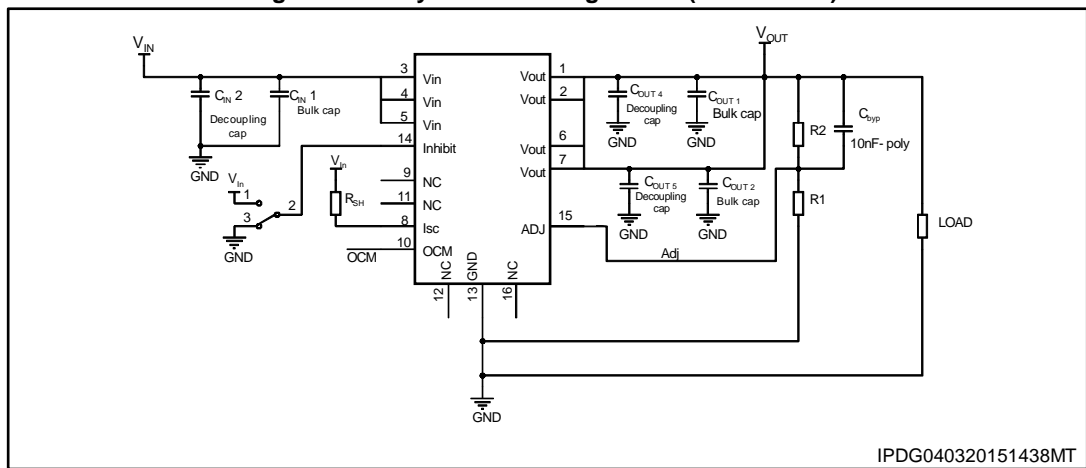 V_IN
V_OUT
C_IN 2
Decoupling
cap
C_IN 1
Bulk cap
GND
V_In
1
2
3
GND
V_In
R_SH
OCM
3
4
5
14
9
11
8
10
Vin
Vin
Vin
Inhibit
NC
NC
Isc
OCM
NC
GND
NC
12
13
16
Vout
Vout
Vout
Vout
ADJ
1
2
6
7
15
C_OUT 4
Decoupling
cap
GND
C_OUT 1
Bulk cap
GND
C_OUT 5
Decoupling
cap
GND
C_OUT 2
Bulk cap
GND
Adj
R2
C_byp
10nF- poly
R1
LOAD
GND
IPDG040320151438MT